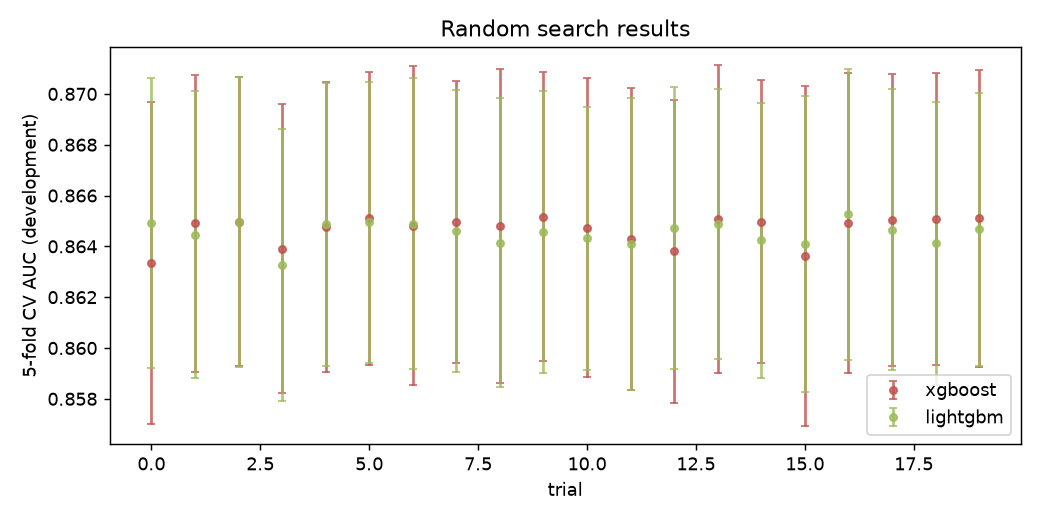 Random search results
5-fold CV AUC (development)
0.870
0.868
0.866
0.864
0.862
0.860
0.858
0.0 2.5 5.0 7.5 10.0 12.5 15.0 17.5
trial
xgboost
lightgbm